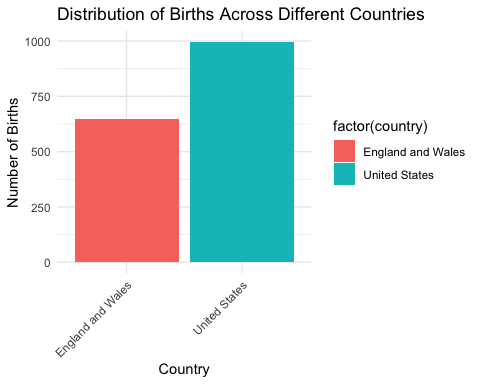 Distribution of Births Across Different Countries
Number of Births
1000
750
500
250
0
England and Wales
United States
Country
factor(country)
England and Wales
United States